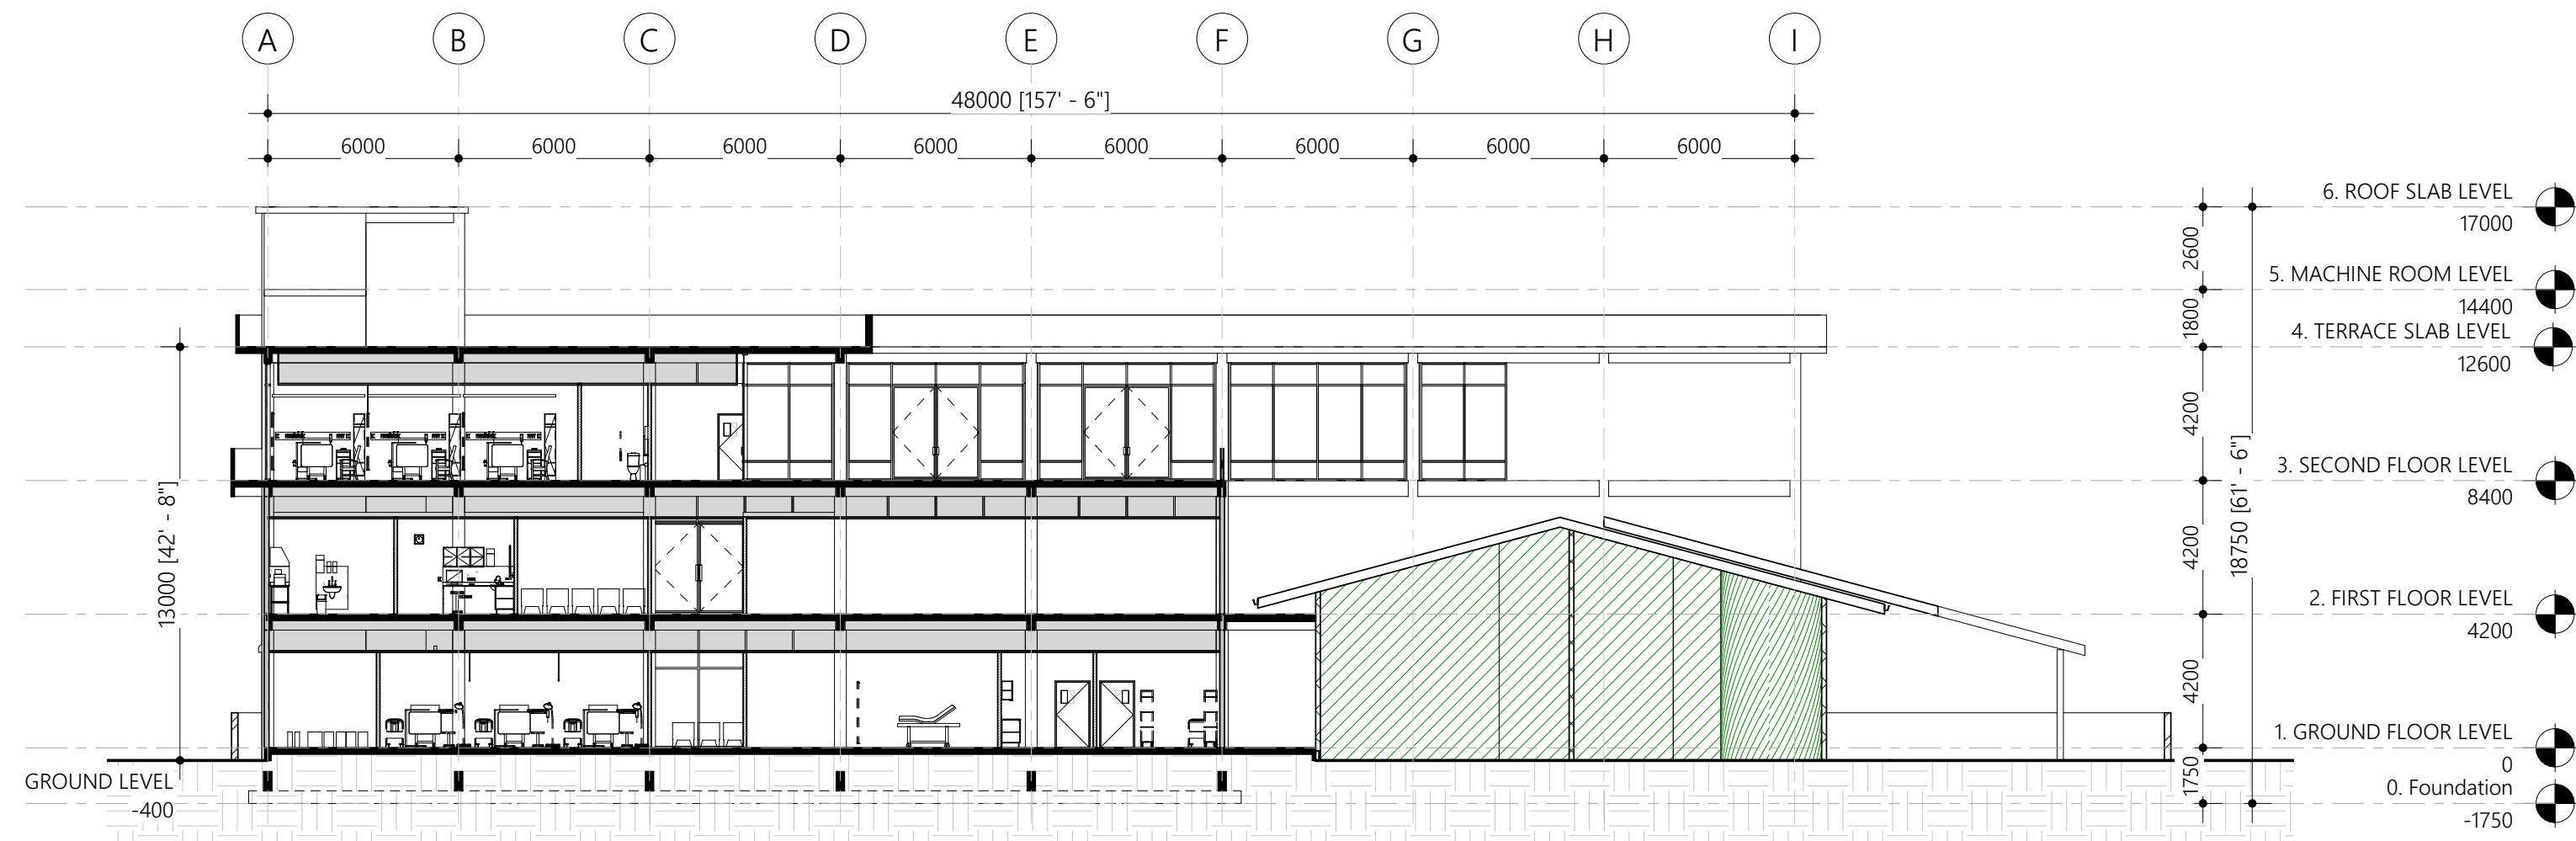 A B C D E F G H I
48000 [157' - 6"]
6000 6000 6000 6000 6000 6000 6000 6000
6. ROOF SLAB LEVEL
17000
2600
5. MACHINE ROOM LEVEL
14400
1800
4. TERRACE SLAB LEVEL
12600
4200
3. SECOND FLOOR LEVEL
8400
18750 [61' - 6"]
13000 [42' - 8"]
4200
2. FIRST FLOOR LEVEL
4200
4200
1. GROUND FLOOR LEVEL
0
1750
0. Foundation
-1750
GROUND LEVEL
-400